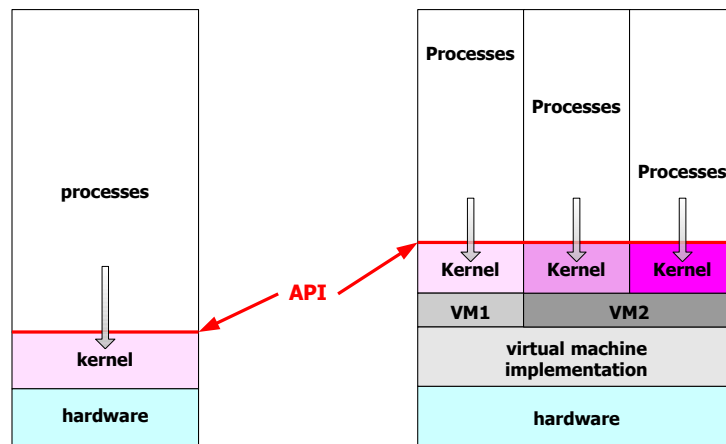 processes
kernel
hardware
API
Processes
Processes
Processes
Kernel
Kernel
Kernel
VM1
VM2
virtual machine
implementation
hardware